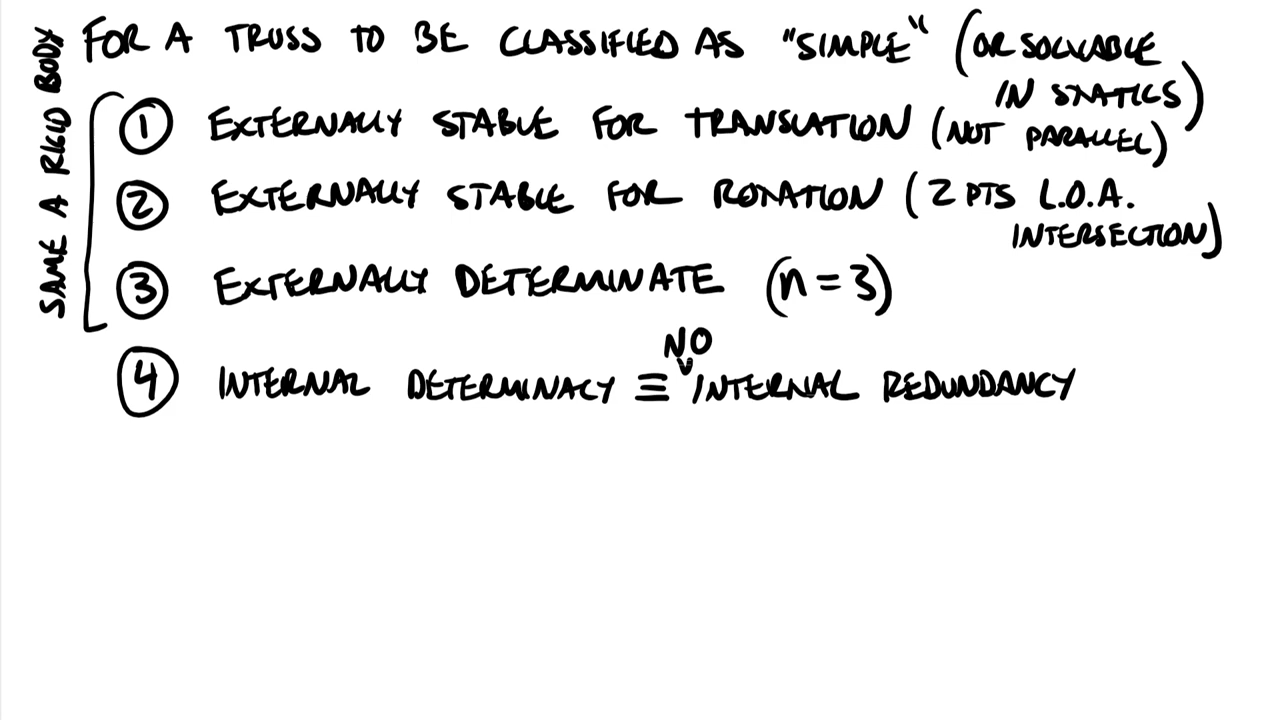 SAME A RIGID BODY
FOR A TRUSS TO BE CLASSIFIED AS "SIMPLE" (OR SOLVABLE
IN STATICS)
① EXTERNALLY STABLE FOR TRANSLATION (NOT PARALLEL)
② EXTERNALLY STABLE FOR ROTATION (2 PTS L.O.A.
INTERSECTION)
③ EXTERNALLY DETERMINATE (n = 3)
NO
④ INTERNAL DETERMINACY ≡ INTERNAL REDUNDANCY